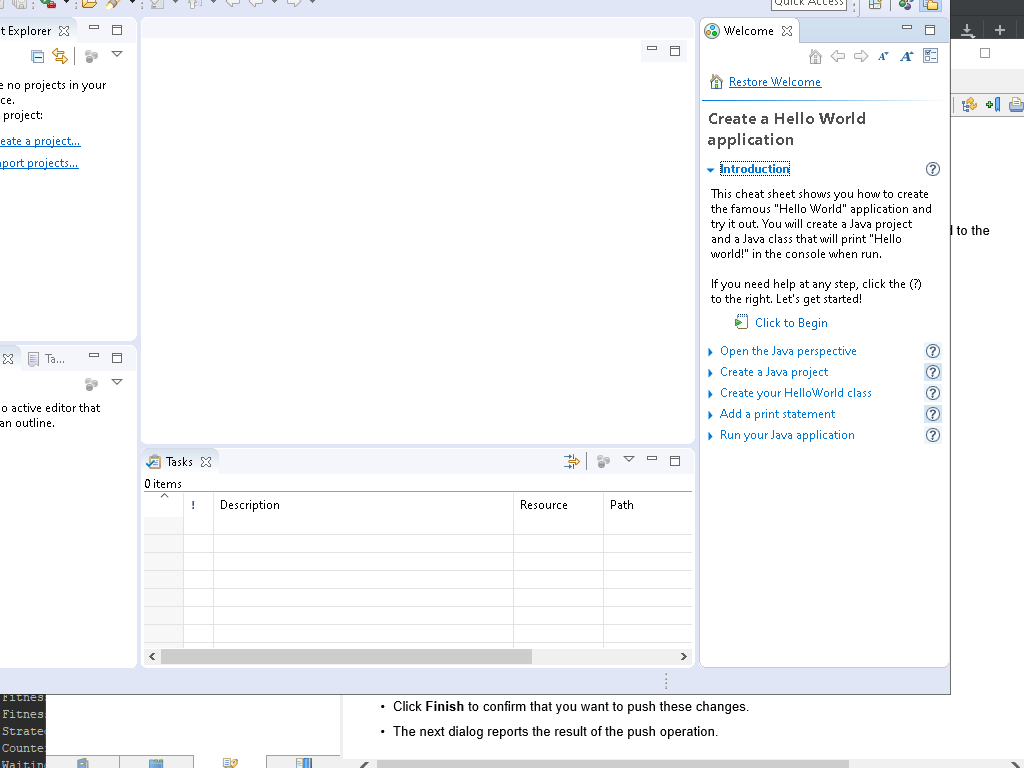 Quick Access
t Explorer
e no projects in your
ce.
project:
eate a project...
port projects...
Ta...
o active editor that
an outline.
Tasks
0 items
!
Description
Resource
Path
Welcome
Restore Welcome
Create a Hello World
application
Introduction
This cheat sheet shows you how to create
the famous "Hello World" application and
try it out. You will create a Java project
and a Java class that will print "Hello
world!" in the console when run.
If you need help at any step, click the (?)
to the right. Let's get started!
Click to Begin
Open the Java perspective
Create a Java project
Create your HelloWorld class
Add a print statement
Run your Java application
to the
Fitnes
Fitnes
Strate
Counte
Waitin
• Click Finish to confirm that you want to push these changes.
• The next dialog reports the result of the push operation.